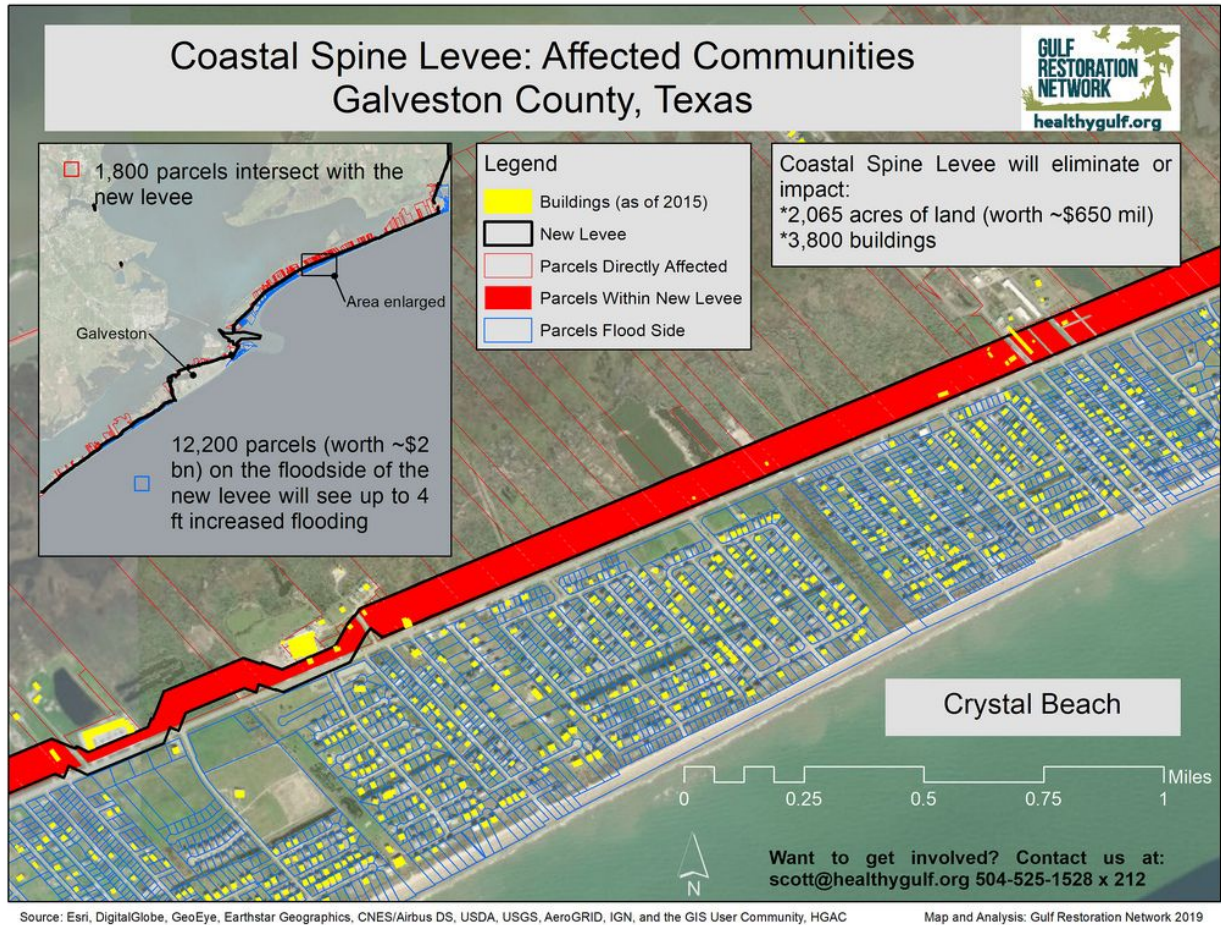 Coastal Spine Levee: Affected Communities
Galveston County, Texas
GULF
RESTORATION
NETWORK
healthygulf.org
1,800 parcels intersect with the
new levee
Area enlarged
Galveston
12,200 parcels (worth ~$2
bn) on the floodside of the
new levee will see up to 4
ft increased flooding
Legend
Buildings (as of 2015)
New Levee
Parcels Directly Affected
Parcels Within New Levee
Parcels Flood Side
Coastal Spine Levee will eliminate or
impact:
*2,065 acres of land (worth ~$650 mil)
*3,800 buildings
Crystal Beach
Miles
0 0.25 0.5 0.75 1
N
Want to get involved? Contact us at:
scott@healthygulf.org 504-525-1528 x 212
Source: Esri, DigitalGlobe, GeoEye, Earthstar Geographics, CNES/Airbus DS, USDA, USGS, AeroGRID, IGN, and the GIS User Community, HGAC
Map and Analysis: Gulf Restoration Network 2019